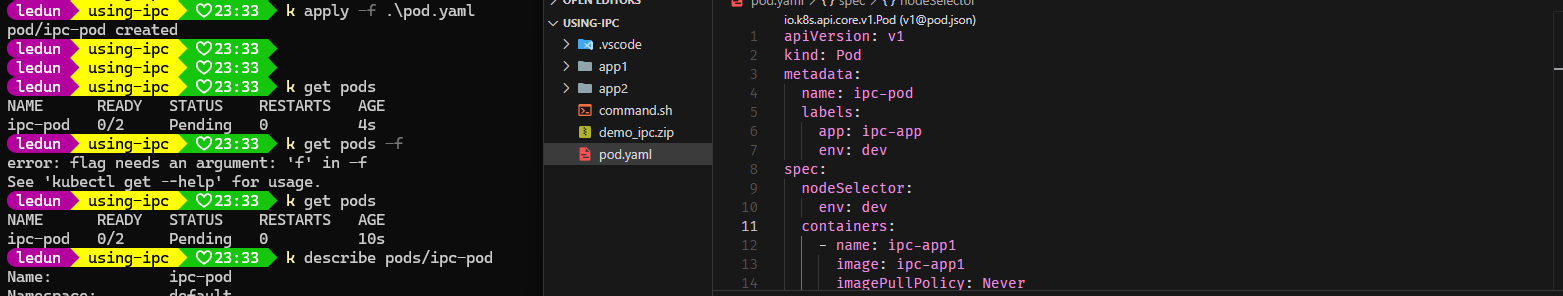 ledun using-ipc ♡23:33 k apply -f .\pod.yaml
pod/ipc-pod created
ledun using-ipc ♡23:33
ledun using-ipc ♡23:33
ledun using-ipc ♡23:33 k get pods
NAME READY STATUS RESTARTS AGE
ipc-pod 0/2 Pending 0 4s
ledun using-ipc ♡23:33 k get pods -f
error: flag needs an argument: 'f' in -f
See 'kubectl get --help' for usage.
ledun using-ipc ♡23:33 k get pods
NAME READY STATUS RESTARTS AGE
ipc-pod 0/2 Pending 0 10s
ledun using-ipc ♡23:33 k describe pods/ipc-pod
Name: ipc-pod
Namespace: default
OPEN EDITORS
USING-IPC
.vscode
app1
app2
command.sh
demo_ipc.zip
pod.yaml
pod.yaml > {} spec > {} nodeSelector
io.k8s.api.core.v1.Pod (v1@pod.json)
1 apiVersion: v1
2 kind: Pod
3 metadata:
4 name: ipc-pod
5 labels:
6 app: ipc-app
7 env: dev
8 spec:
9 nodeSelector:
10 env: dev
11 containers:
12 - name: ipc-app1
13 image: ipc-app1
14 imagePullPolicy: Never